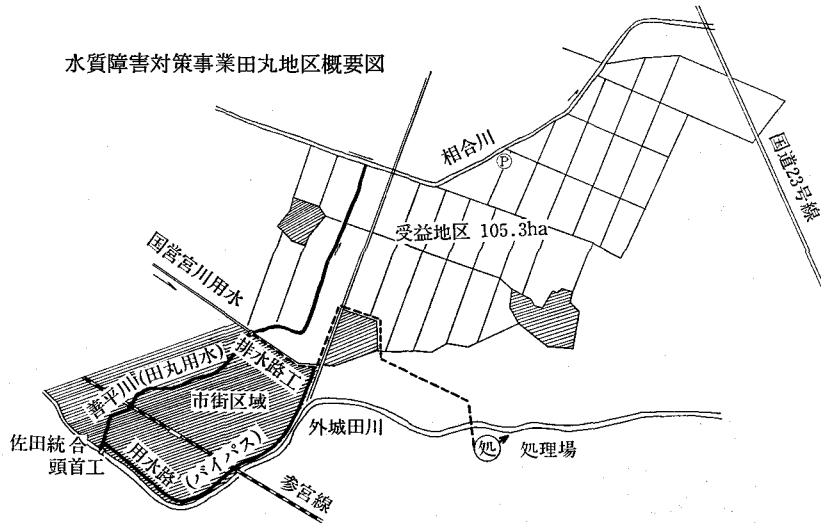 水質障害対策事業田丸地区概要図
相合川
国道23号線
Ⓟ
受益地区 105.3ha
国営宮川用水
排水路工
善平川(田丸用水)
市街区域
外城田川
処
処理場
佐田統合
頭首工
用水路(バイパス)
参宮線